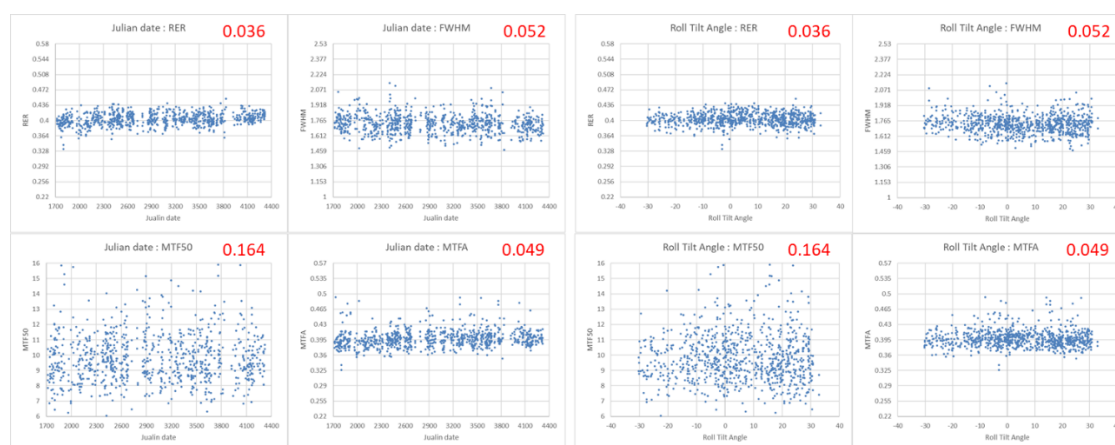 Julian date : RER 0.036
0.58
0.544
0.508
0.472
0.436
0.4
0.364
0.328
0.292
0.256
0.22
RER
1700 2000 2300 2600 2900 3200 3500 3800 4100 4400
Jualin date
Julian date : FWHM 0.052
2.53
2.377
2.224
2.071
1.918
1.765
1.612
1.459
1.306
1.153
1
FWHM
1700 2000 2300 2600 2900 3200 3500 3800 4100 4400
Jualin date
Roll Tilt Angle : RER 0.036
0.58
0.544
0.508
0.472
0.436
0.4
0.364
0.328
0.292
0.256
0.22
RER
-40 -30 -20 -10 0 10 20 30 40
Roll Tilt Angle
Roll Tilt Angle : FWHM 0.052
2.53
2.377
2.224
2.071
1.918
1.765
1.612
1.459
1.306
1.153
1
FWHM
-40 -30 -20 -10 0 10 20 30 40
Roll Tilt Angle
Julian date : MTF50 0.164
16
15
14
13
12
11
10
9
8
7
6
MTF50
1700 2000 2300 2600 2900 3200 3500 3800 4100 4400
Jualin date
Julian date : MTFA 0.049
0.57
0.535
0.5
0.465
0.43
0.395
0.36
0.325
0.29
0.255
0.22
MTFA
1700 2000 2300 2600 2900 3200 3500 3800 4100 4400
Jualin date
Roll Tilt Angle : MTF50 0.164
16
15
14
13
12
11
10
9
8
7
6
MTF50
-40 -30 -20 -10 0 10 20 30 40
Roll Tilt Angle
Roll Tilt Angle : MTFA 0.049
0.57
0.535
0.5
0.465
0.43
0.395
0.36
0.325
0.29
0.255
0.22
MTFA
-40 -30 -20 -10 0 10 20 30 40
Roll Tilt Angle